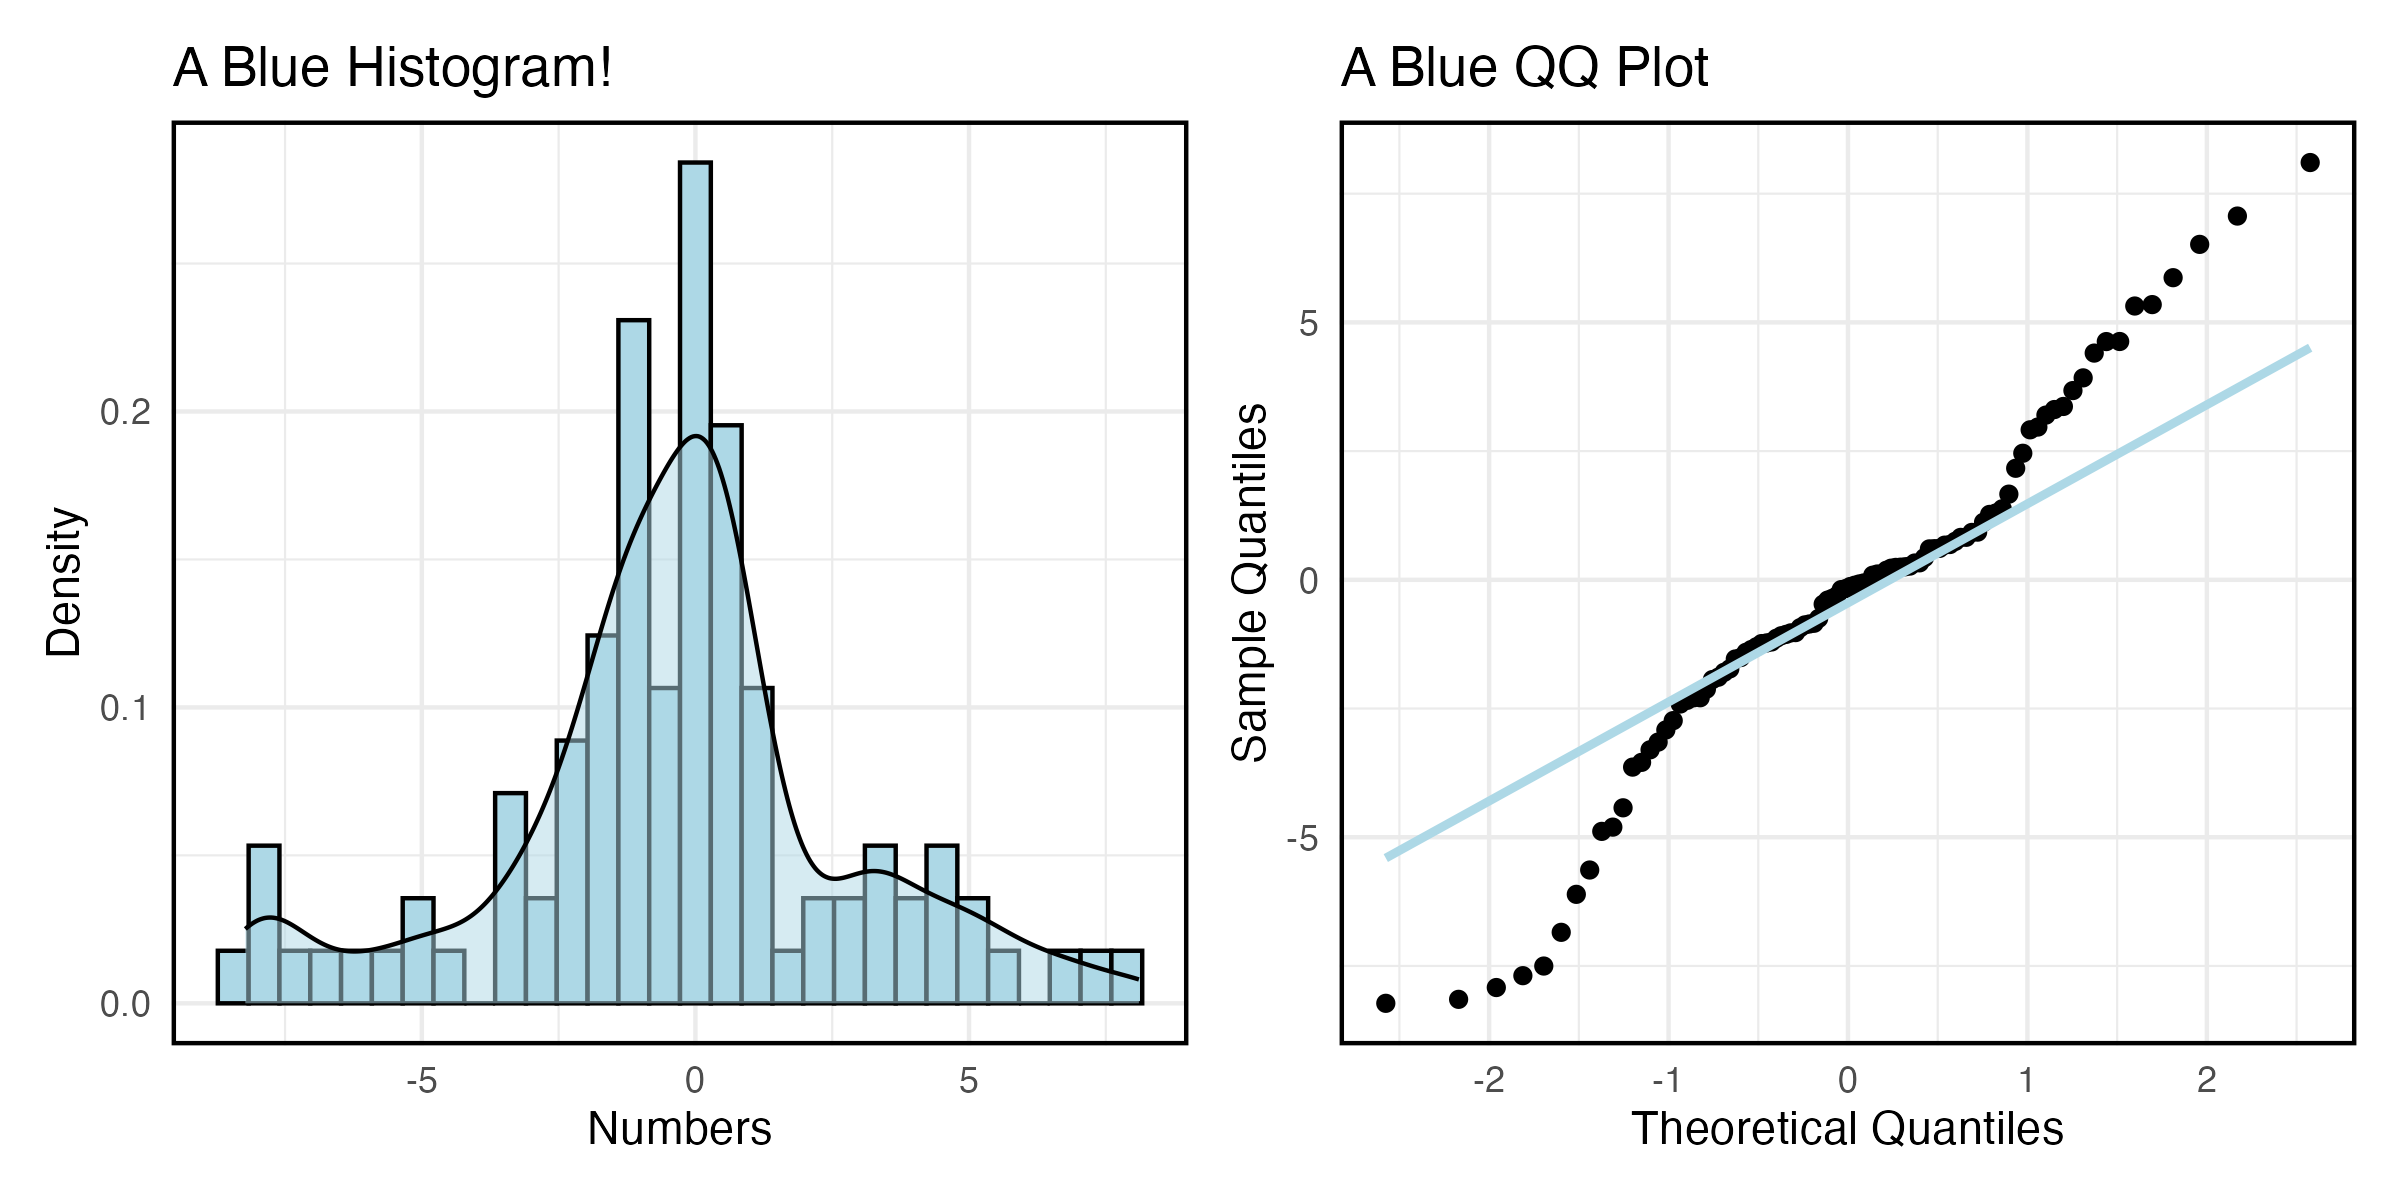 A Blue Histogram!
Density
0.2
0.1
0.0
-5 0 5
Numbers
A Blue QQ Plot
Sample Quantiles
5
0
-5
-2 -1 0 1 2
Theoretical Quantiles